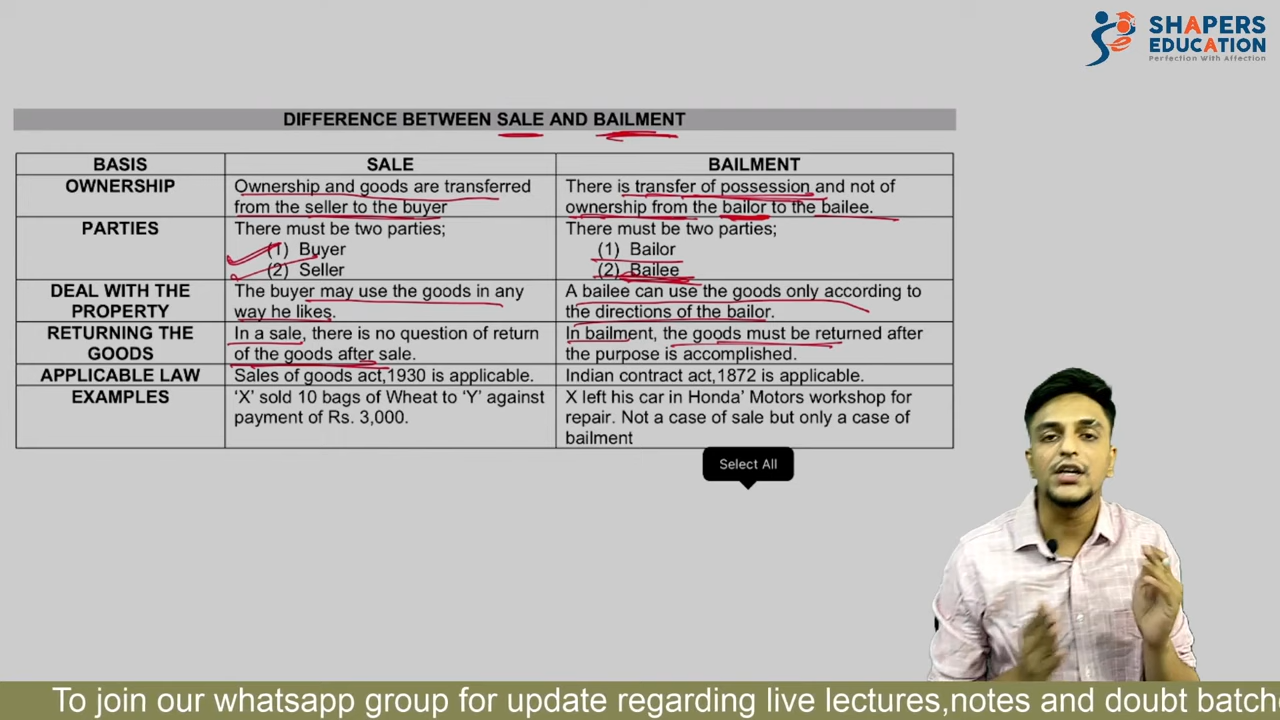 SHAPERS
EDUCATION
Perfection With Affection
DIFFERENCE BETWEEN SALE AND BAILMENT
BASIS SALE BAILMENT
OWNERSHIP
Ownership and goods are transferred
from the seller to the buyer
There is transfer of possession and not of
ownership from the bailor to the bailee.
PARTIES
There must be two parties;
(1) Buyer
(2) Seller
There must be two parties;
(1) Bailor
(2) Bailee
DEAL WITH THE
PROPERTY
The buyer may use the goods in any
way he likes.
A bailee can use the goods only according to
the directions of the bailor.
RETURNING THE
GOODS
In a sale, there is no question of return
of the goods after sale.
In bailment, the goods must be returned after
the purpose is accomplished.
APPLICABLE LAW
Sales of goods act,1930 is applicable.
Indian contract act,1872 is applicable.
EXAMPLES
‘X’ sold 10 bags of Wheat to ‘Y’ against
payment of Rs. 3,000.
X left his car in Honda’ Motors workshop for
repair. Not a case of sale but only a case of
bailment
Select All
To join our whatsapp group for update regarding live lectures,notes and doubt batch